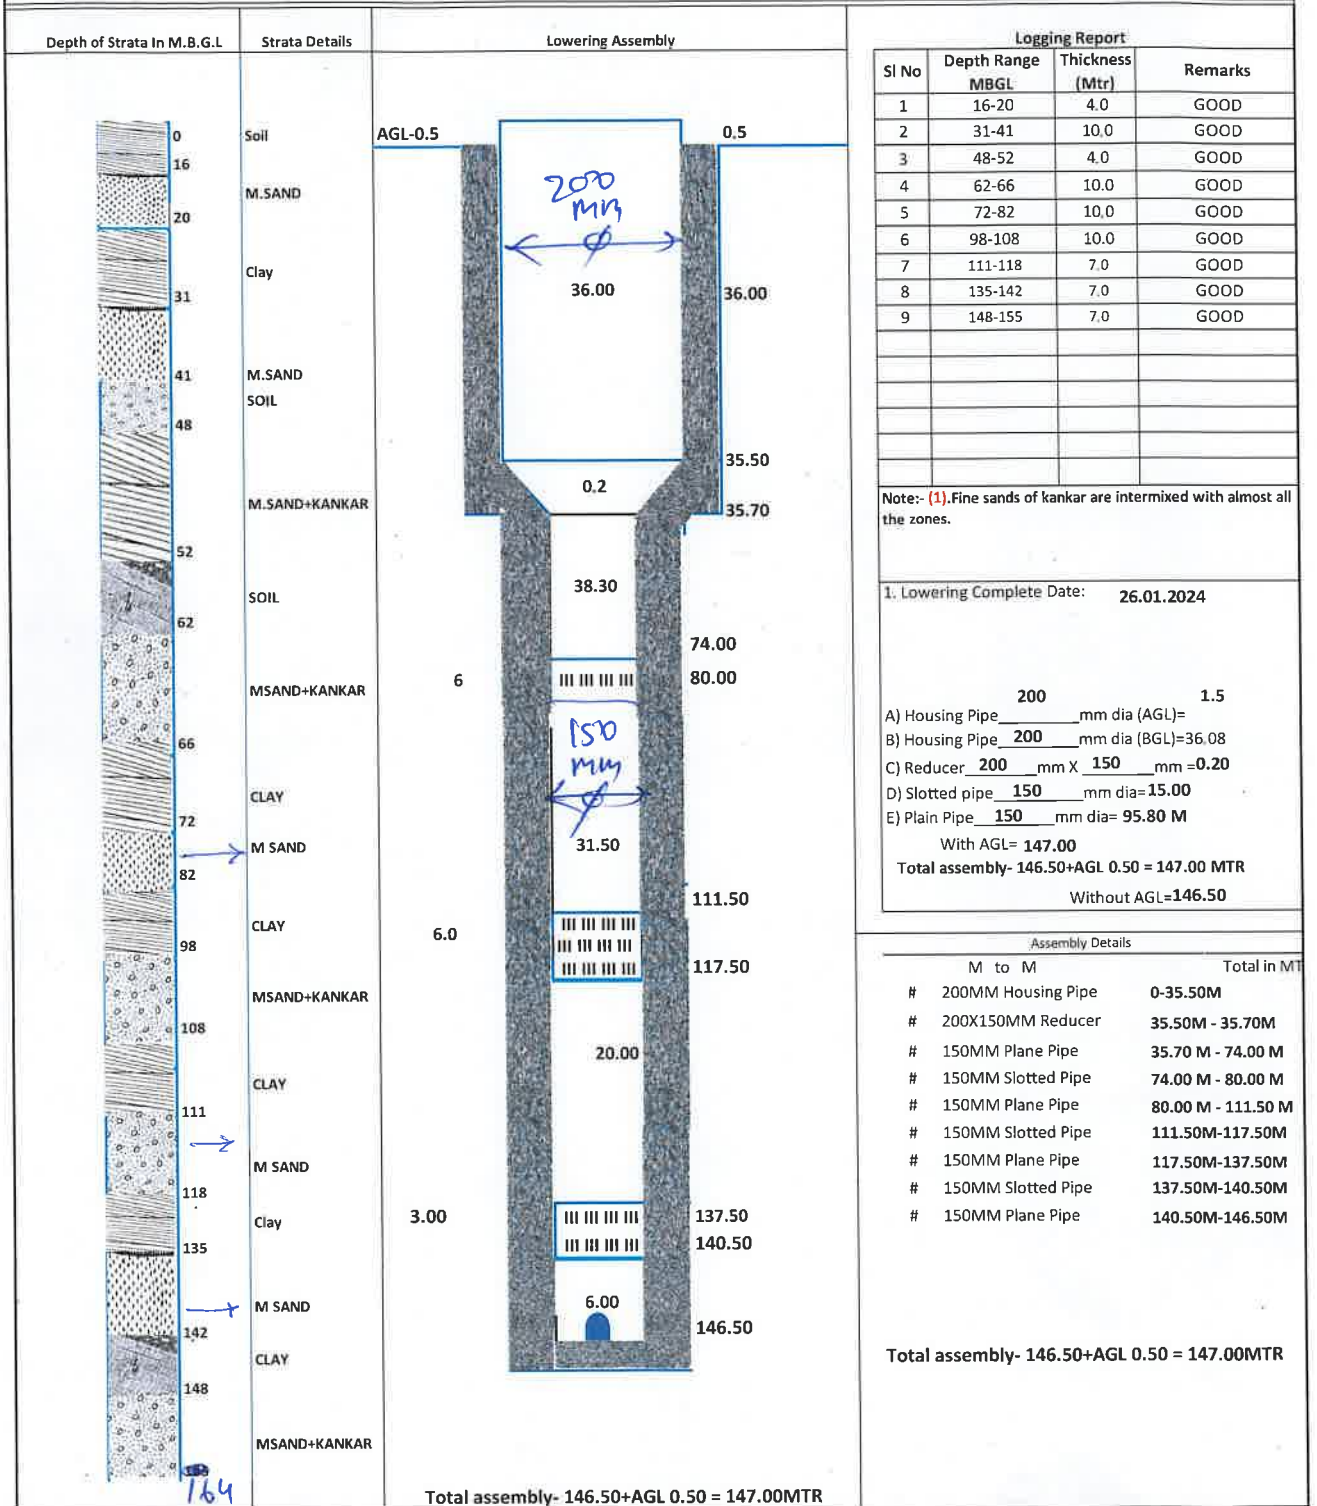 Depth of Strata In M.B.G.L
Strata Details
Lowering Assembly
0
Soil
16
M.SAND
20
Clay
31
41
M.SAND
SOIL
48
M.SAND+KANKAR
52
SOIL
62
MSAND+KANKAR
66
CLAY
72
M SAND
82
CLAY
98
MSAND+KANKAR
108
CLAY
111
M SAND
118
Clay
135
M SAND
142
CLAY
148
MSAND+KANKAR
164
AGL-0.5
0.5
200
MM
φ
36.00
36.00
35.50
0.2
35.70
38.30
74.00
6
80.00
150
MM
φ
31.50
111.50
6.0
117.50
20.00
3.00
137.50
140.50
6.00
146.50
Total assembly- 146.50+AGL 0.50 = 147.00MTR
Logging Report
Sl No Depth Range MBGL Thickness (Mtr) Remarks
1 16-20 4.0 GOOD
2 31-41 10.0 GOOD
3 48-52 4.0 GOOD
4 62-66 10.0 GOOD
5 72-82 10.0 GOOD
6 98-108 10.0 GOOD
7 111-118 7.0 GOOD
8 135-142 7.0 GOOD
9 148-155 7.0 GOOD
Note:- (1).Fine sands of kankar are intermixed with almost all
the zones.
1. Lowering Complete Date: 26.01.2024
A) Housing Pipe 200 mm dia (AGL)= 1.5
B) Housing Pipe 200 mm dia (BGL)=36.08
C) Reducer 200 mm X 150 mm =0.20
D) Slotted pipe 150 mm dia=15.00
E) Plain Pipe 150 mm dia= 95.80 M
With AGL= 147.00
Total assembly- 146.50+AGL 0.50 = 147.00 MTR
Without AGL=146.50
Assembly Details
M to M Total in MT
# 200MM Housing Pipe 0-35.50M
# 200X150MM Reducer 35.50M - 35.70M
# 150MM Plane Pipe 35.70 M - 74.00 M
# 150MM Slotted Pipe 74.00 M - 80.00 M
# 150MM Plane Pipe 80.00 M - 111.50 M
# 150MM Slotted Pipe 111.50M-117.50M
# 150MM Plane Pipe 117.50M-137.50M
# 150MM Slotted Pipe 137.50M-140.50M
# 150MM Plane Pipe 140.50M-146.50M
Total assembly- 146.50+AGL 0.50 = 147.00MTR